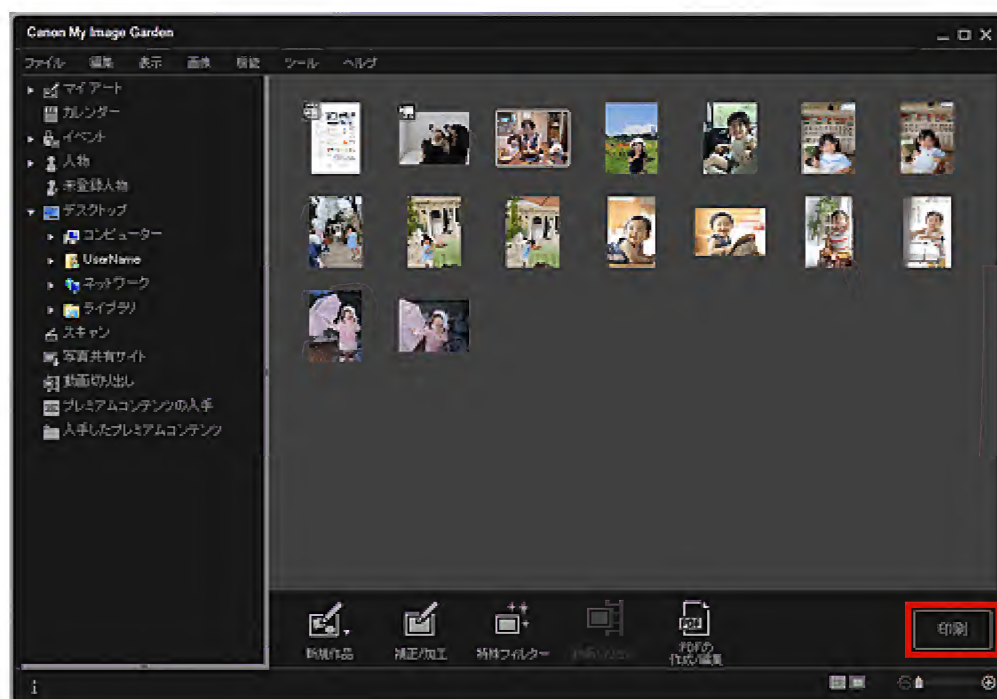 Canon My Image Garden
ファイル 編集 表示 画像 機能 ツール ヘルプ
マイ アート
カレンダー
イベント
人物
未登録人物
デスクトップ
コンピューター
UserName
ネットワーク
ライブラリ
スキャン
写真共有サイト
動画切り出し
プレミアムコンテンツの入手
入手したプレミアムコンテンツ
新規作品 補正/加工 特殊フィルター PDFの
作成/編集
PDF
印刷